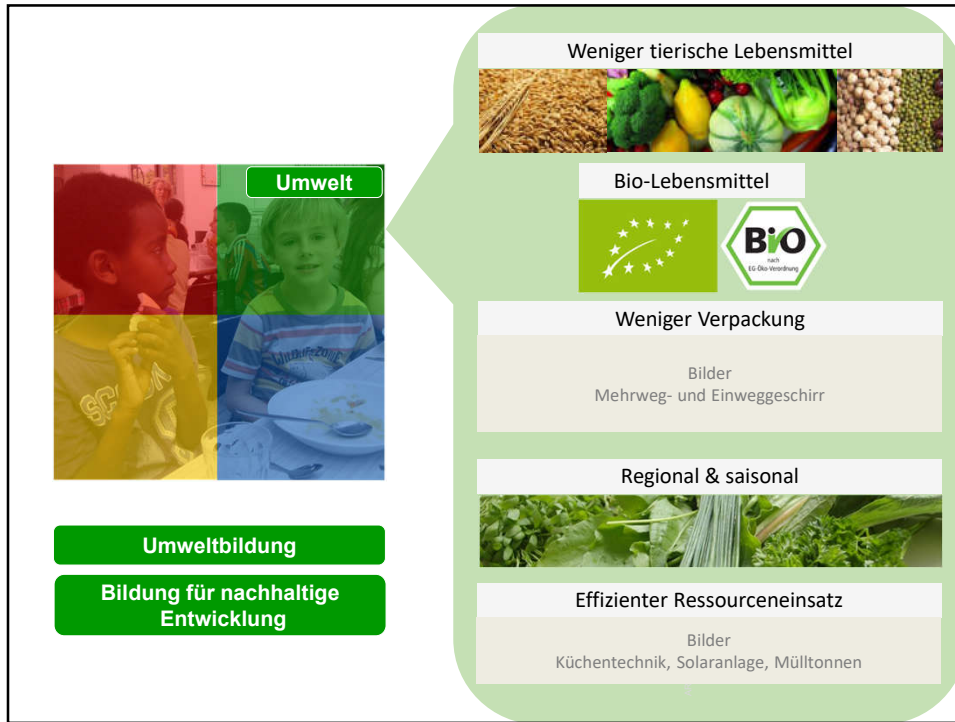 Umwelt
Umweltbildung
Bildung für nachhaltige
Entwicklung
Weniger tierische Lebensmittel
Bio-Lebensmittel
Bio
nach
EG-Öko-Verordnung
Weniger Verpackung
Bilder
Mehrweg- und Einweggeschirr
Regional & saisonal
Effizienter Ressourceneinsatz
Bilder
Küchentechnik, Solaranlage, Mülltonnen